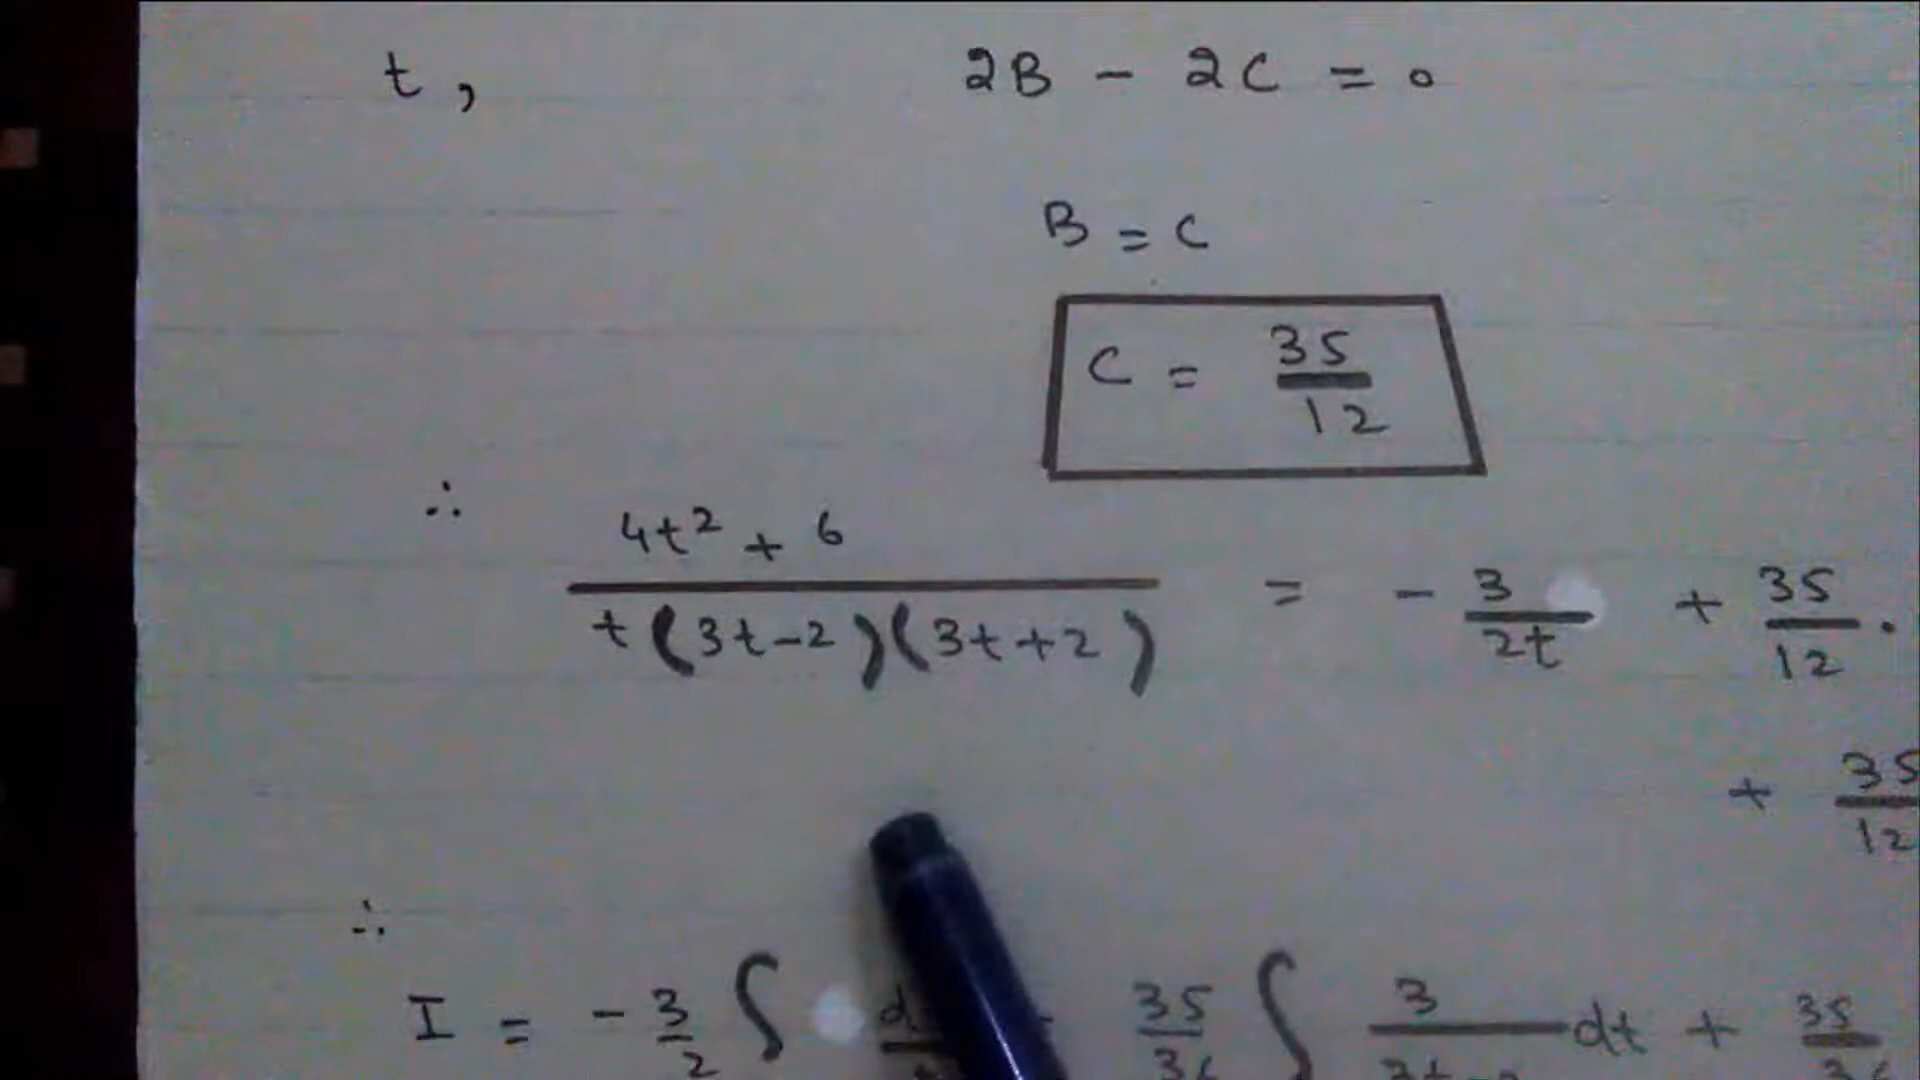 t, 2B - 2C = 0
B = C
C = 35/12
∴ 4t² + 6 / t(3t-2)(3t+2) = - 3/2t + 35/12 .
+ 35/12
∴
I = - 3/2 ∫ 35 ∫ 3 dt + 35